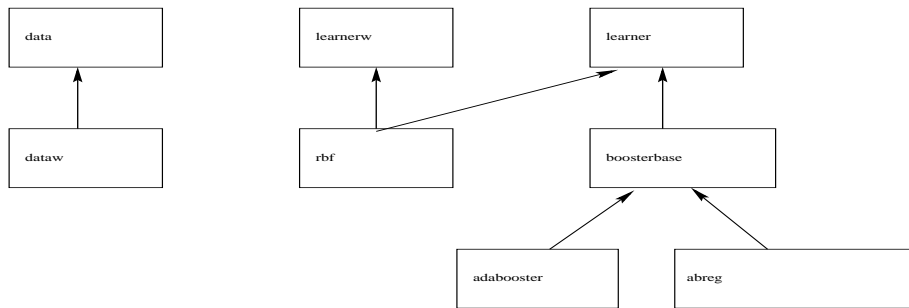 data
learnerw
learner
dataw
rbf
boosterbase
adabooster
abreg